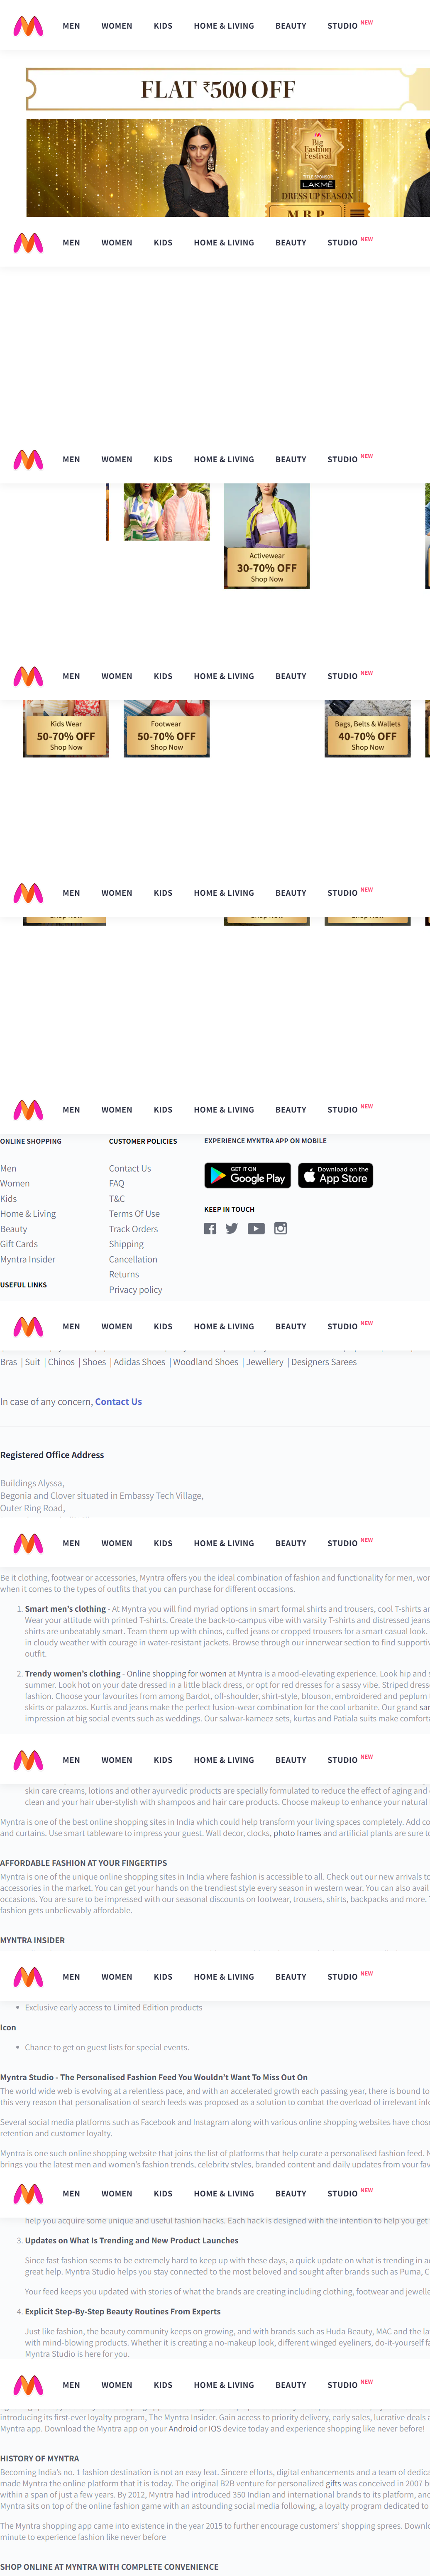 MEN WOMEN KIDS HOME & LIVING BEAUTY STUDIO NEW
FLAT ₹500 OFF
Big
Fashion
Festival
TITLE SPONSOR
LAKMĒ
DRESS UP SEASON
M.R.P.
MEN WOMEN KIDS HOME & LIVING BEAUTY STUDIO NEW
MEN WOMEN KIDS HOME & LIVING BEAUTY STUDIO NEW
Activewear
30-70% OFF
Shop Now
MEN WOMEN KIDS HOME & LIVING BEAUTY STUDIO NEW
Kids Wear Footwear Bags, Belts & Wallets
50-70% OFF 50-70% OFF 40-70% OFF
Shop Now Shop Now Shop Now
MEN WOMEN KIDS HOME & LIVING BEAUTY STUDIO NEW
MEN WOMEN KIDS HOME & LIVING BEAUTY STUDIO NEW
ONLINE SHOPPING
Men
Women
Kids
Home & Living
Beauty
Gift Cards
Myntra Insider
USEFUL LINKS
CUSTOMER POLICIES
Contact Us
FAQ
T&C
Terms Of Use
Track Orders
Shipping
Cancellation
Returns
Privacy policy
EXPERIENCE MYNTRA APP ON MOBILE
GET IT ON
Google Play
Download on the
App Store
KEEP IN TOUCH
MEN WOMEN KIDS HOME & LIVING BEAUTY STUDIO NEW
Bras | Suit | Chinos | Shoes | Adidas Shoes | Woodland Shoes | Jewellery | Designers Sarees
In case of any concern, Contact Us
Registered Office Address
Buildings Alyssa,
Begonia and Clover situated in Embassy Tech Village,
Outer Ring Road,
MEN WOMEN KIDS HOME & LIVING BEAUTY STUDIO NEW
Be it clothing, footwear or accessories, Myntra offers you the ideal combination of fashion and functionality for men, wor
when it comes to the types of outfits that you can purchase for different occasions.
1. Smart men's clothing - At Myntra you will find myriad options in smart formal shirts and trousers, cool T-shirts an
Wear your attitude with printed T-shirts. Create the back-to-campus vibe with varsity T-shirts and distressed jeans
shirts are unbeatably smart. Team them up with chinos, cuffed jeans or cropped trousers for a smart casual look.
in cloudy weather with courage in water-resistant jackets. Browse through our innerwear section to find supporti
outfit.
2. Trendy women's clothing - Online shopping for women at Myntra is a mood-elevating experience. Look hip and s
summer. Look hot on your date dressed in a little black dress, or opt for red dresses for a sassy vibe. Striped dress
fashion. Choose your favourites from among Bardot, off-shoulder, shirt-style, blouson, embroidered and peplum
skirts or palazzos. Kurtis and jeans make the perfect fusion-wear combination for the cool urbanite. Our grand sar
impression at big social events such as weddings. Our salwar-kameez sets, kurtas and Patiala suits make comforta
MEN WOMEN KIDS HOME & LIVING BEAUTY STUDIO NEW
skin care creams, lotions and other ayurvedic products are specially formulated to reduce the effect of aging and
clean and your hair uber-stylish with shampoos and hair care products. Choose makeup to enhance your natural
Myntra is one of the best online shopping sites in India which could help transform your living spaces completely. Add co
and curtains. Use smart tableware to impress your guest. Wall decor, clocks, photo frames and artificial plants are sure to
AFFORDABLE FASHION AT YOUR FINGERTIPS
Myntra is one of the unique online shopping sites in India where fashion is accessible to all. Check out our new arrivals to
accessories in the market. You can get your hands on the trendiest style every season in western wear. You can also avail
occasions. You are sure to be impressed with our seasonal discounts on footwear, trousers, shirts, backpacks and more.
fashion gets unbelievably affordable.
MYNTRA INSIDER
MEN WOMEN KIDS HOME & LIVING BEAUTY STUDIO NEW
• Exclusive early access to Limited Edition products
Icon
• Chance to get on guest lists for special events.
Myntra Studio - The Personalised Fashion Feed You Wouldn't Want To Miss Out On
The world wide web is evolving at a relentless pace, and with an accelerated growth each passing year, there is bound to
this very reason that personalisation of search feeds was proposed as a solution to combat the overload of irrelevant info
Several social media platforms such as Facebook and Instagram along with various online shopping websites have chose
retention and customer loyalty.
Myntra is one such online shopping website that joins the list of platforms that help curate a personalised fashion feed. N
brings you the latest men and women's fashion trends, celebrity styles, branded content and daily updates from your fav
MEN WOMEN KIDS HOME & LIVING BEAUTY STUDIO NEW
help you acquire some unique and useful fashion hacks. Each hack is designed with the intention to help you get
3. Updates on What Is Trending and New Product Launches
Since fast fashion seems to be extremely hard to keep up with these days, a quick update on what is trending in ac
great help. Myntra Studio helps you stay connected to the most beloved and sought after brands such as Puma, C
Your feed keeps you updated with stories of what the brands are creating including clothing, footwear and jewelle
4. Explicit Step-By-Step Beauty Routines From Experts
Just like fashion, the beauty community keeps on growing, and with brands such as Huda Beauty, MAC and the la
with mind-blowing products. Whether it is creating a no-makeup look, different winged eyeliners, do-it-yourself fa
Myntra Studio is here for you.
MEN WOMEN KIDS HOME & LIVING BEAUTY STUDIO NEW
introducing its first-ever loyalty program, The Myntra Insider. Gain access to priority delivery, early sales, lucrative deals a
Myntra app. Download the Myntra app on your Android or IOS device today and experience shopping like never before!
HISTORY OF MYNTRA
Becoming India's no. 1 fashion destination is not an easy feat. Sincere efforts, digital enhancements and a team of dedica
made Myntra the online platform that it is today. The original B2B venture for personalized gifts was conceived in 2007 b
within a span of just a few years. By 2012, Myntra had introduced 350 Indian and international brands to its platform, and
Myntra sits on top of the online fashion game with an astounding social media following, a loyalty program dedicated to
The Myntra shopping app came into existence in the year 2015 to further encourage customers' shopping sprees. Downlo
minute to experience fashion like never before
SHOP ONLINE AT MYNTRA WITH COMPLETE CONVENIENCE